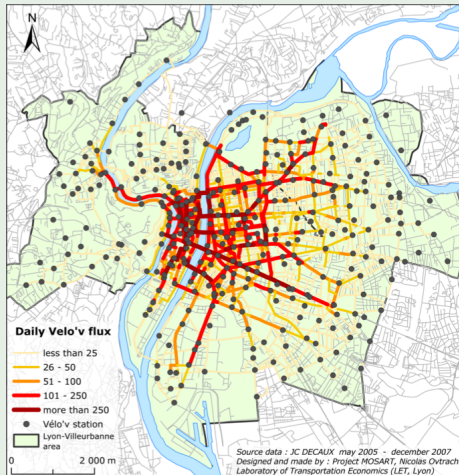 N
Daily Velo'v flux
less than 25
26 - 50
51 - 100
101 - 250
more than 250
Vélo'v station
Lyon-Villeurbanne
area
0 2 000 m
Source data : JC DECAUX may 2005 - december 2007
Designed and made by : Project MOSART, Nicolas Ovtracht
Laboratory of Transportation Economics (LET, Lyon)